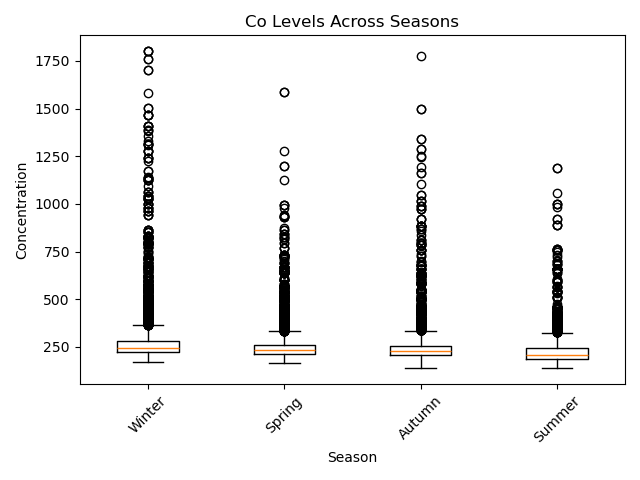 Co Levels Across Seasons
1750
1500
1250
1000
750
500
250
Concentration
Winter
Spring
Autumn
Summer
Season